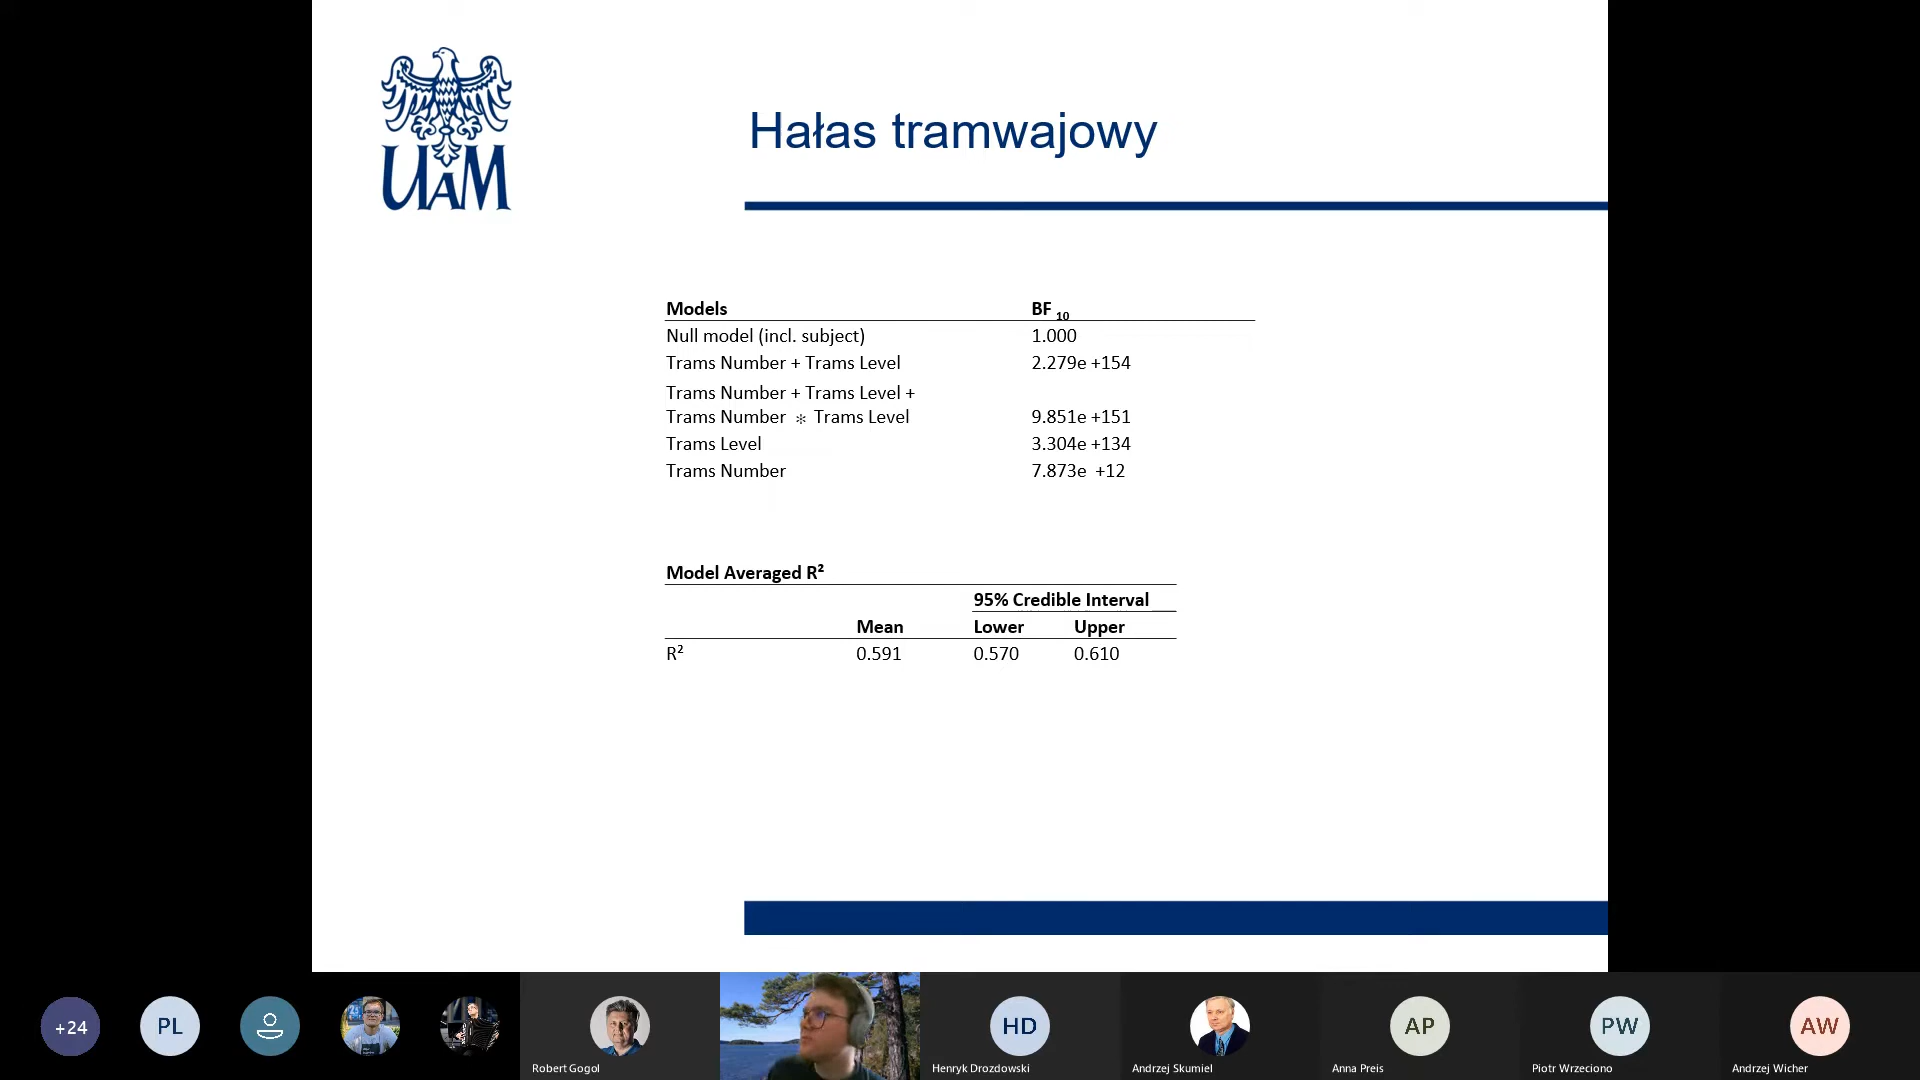 UAM
Hałas tramwajowy
Models BF 10
Null model (incl. subject) 1.000
Trams Number + Trams Level 2.279e +154
Trams Number + Trams Level +
Trams Number ∗ Trams Level 9.851e +151
Trams Level 3.304e +134
Trams Number 7.873e +12
Model Averaged R²
95% Credible Interval
Mean Lower Upper
R² 0.591 0.570 0.610
+24 PL HD AP PW AW
Robert Gogol Henryk Drozdowski Andrzej Skumiel Anna Preis Piotr Wrzeciono Andrzej Wicher